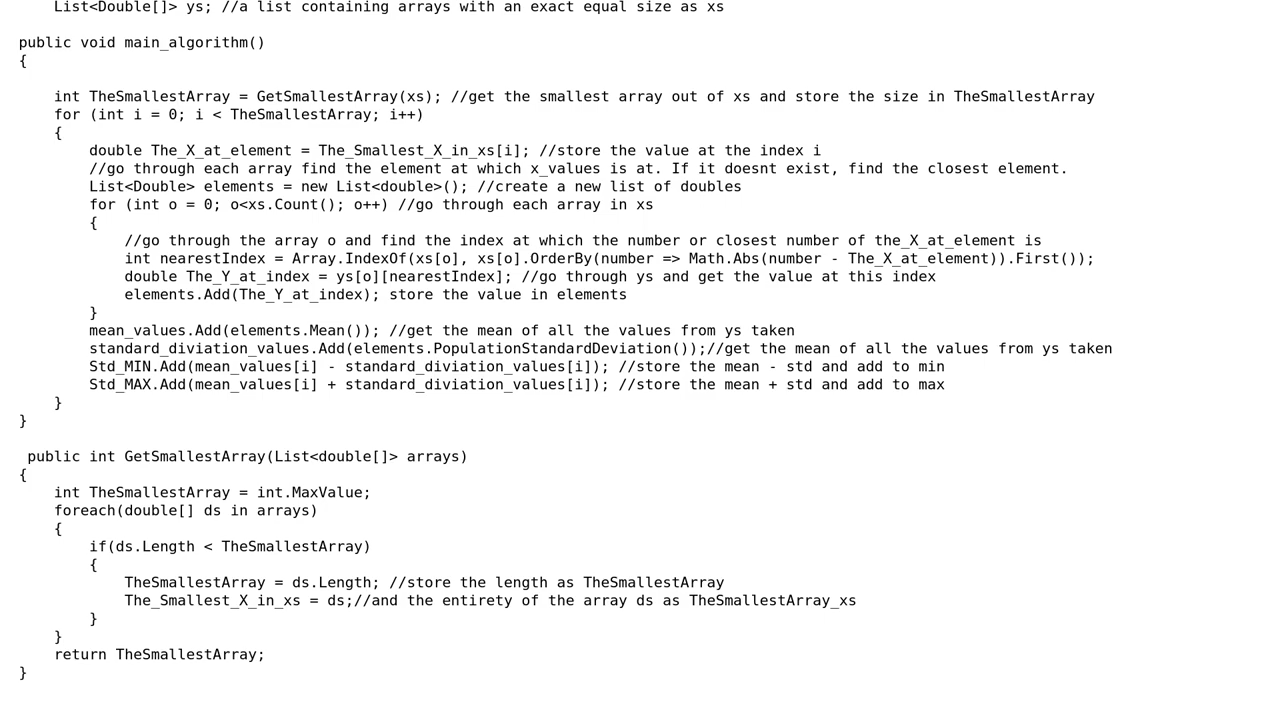 List<Double[]> ys; //a list containing arrays with an exact equal size as xs
public void main_algorithm()
{
int TheSmallestArray = GetSmallestArray(xs); //get the smallest array out of xs and store the size in TheSmallestArray
for (int i = 0; i < TheSmallestArray; i++)
{
double The_X_at_element = The_Smallest_X_in_xs[i]; //store the value at the index i
//go through each array find the element at which x_values is at. If it doesnt exist, find the closest element.
List<Double> elements = new List<double>(); //create a new list of doubles
for (int o = 0; o<xs.Count(); o++) //go through each array in xs
{
//go through the array o and find the index at which the number or closest number of the_X_at_element is
int nearestIndex = Array.IndexOf(xs[o], xs[o].OrderBy(number => Math.Abs(number - The_X_at_element)).First());
double The_Y_at_index = ys[o][nearestIndex]; //go through ys and get the value at this index
elements.Add(The_Y_at_index); store the value in elements
}
mean_values.Add(elements.Mean()); //get the mean of all the values from ys taken
standard_diviation_values.Add(elements.PopulationStandardDeviation());//get the mean of all the values from ys taken
Std_MIN.Add(mean_values[i] - standard_diviation_values[i]); //store the mean - std and add to min
Std_MAX.Add(mean_values[i] + standard_diviation_values[i]); //store the mean + std and add to max
}
}
public int GetSmallestArray(List<double[]> arrays)
{
int TheSmallestArray = int.MaxValue;
foreach(double[] ds in arrays)
{
if(ds.Length < TheSmallestArray)
{
TheSmallestArray = ds.Length; //store the length as TheSmallestArray
The_Smallest_X_in_xs = ds;//and the entirety of the array ds as TheSmallestArray_xs
}
}
return TheSmallestArray;
}